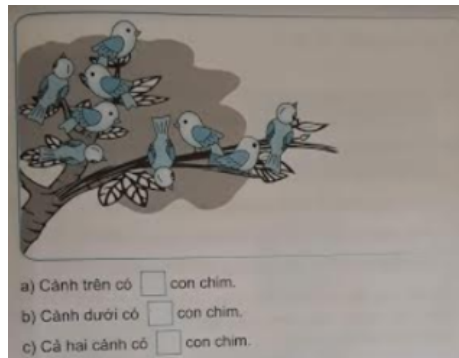 a) Cành trên có con chim.
b) Cành dưới có con chim.
c) Cả hai cành có con chim.